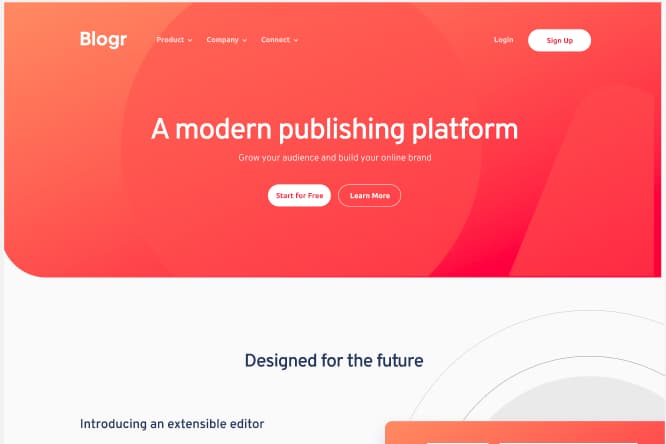 Blogr
Product Company Connect Login Sign Up
A modern publishing platform
Grow your audience and build your online brand
Start for Free Learn More
Designed for the future
Introducing an extensible editor